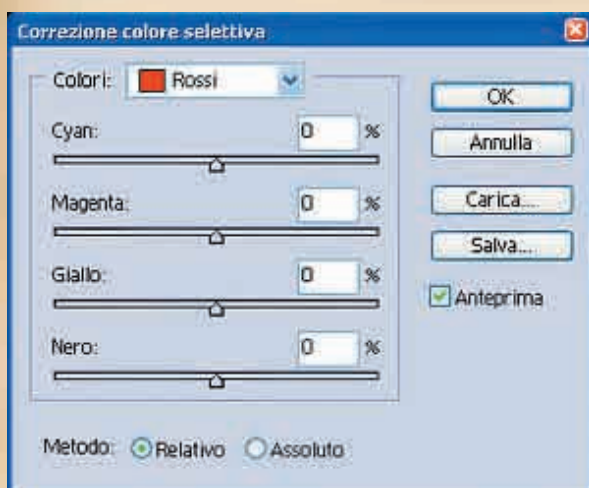 Correzione colore selettiva
Colori: Rossi
OK
Cyan: 0 %
Annulla
Magenta: 0 %
Carica...
Salva...
Giallo: 0 %
Anteprima
Nero: 0 %
Metodo: Relativo Assoluto